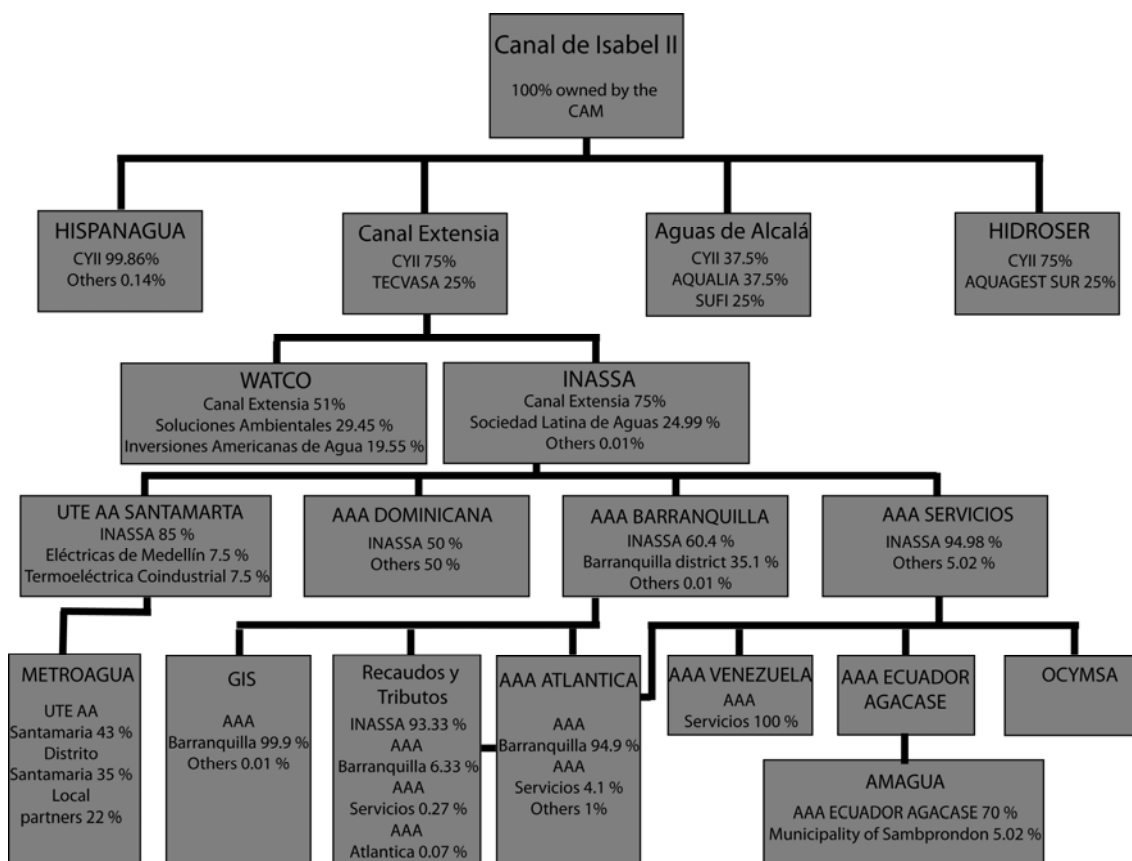 Canal de Isabel II
100% owned by the
CAM
HISPANAGUA
CYII 99.86%
Others 0.14%
Canal Extensia
CYII 75%
TECVASA 25%
Aguas de Alcalá
CYII 37.5%
AQUALIA 37.5%
SUFI 25%
HIDROSER
CYII 75%
AQUAGEST SUR 25%
WATCO
Canal Extensia 51%
Soluciones Ambientales 29.45 %
Inversiones Americanas de Agua 19.55 %
INASSA
Canal Extensia 75%
Sociedad Latina de Aguas 24.99 %
Others 0.01%
UTE AA SANTAMARTA
INASSA 85 %
Eléctricas de Medellín 7.5 %
Termoeléctrica Coindustrial 7.5 %
AAA DOMINICANA
INASSA 50 %
Others 50 %
AAA BARRANQUILLA
INASSA 60.4 %
Barranquilla district 35.1 %
Others 0.01 %
AAA SERVICIOS
INASSA 94.98 %
Others 5.02 %
METROAGUA
UTE AA
Santamaria 43 %
Distrito
Santamaria 35 %
Local
partners 22 %
GIS
AAA
Barranquilla 99.9 %
Others 0.01 %
Recaudos y
Tributos
INASSA 93.33 %
AAA
Barranquilla 6.33 %
AAA
Servicios 0.27 %
AAA
Atlantica 0.07 %
AAA ATLANTICA
AAA
Barranquilla 94.9 %
AAA
Servicios 4.1 %
Others 1%
AAA VENEZUELA
AAA
Servicios 100 %
AAA ECUADOR
AGACASE
OCYMSA
AMAGUA
AAA ECUADOR AGACASE 70 %
Municipality of Sambprondon 5.02 %